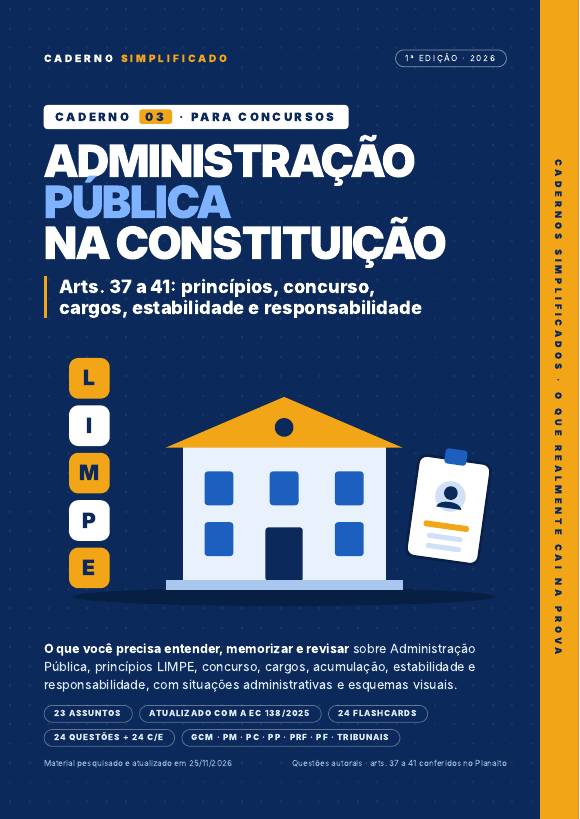 CADERNO SIMPLIFICADO
1ª EDIÇÃO · 2026
CADERNO 03 · PARA CONCURSOS
ADMINISTRAÇÃO
PÚBLICA
NA CONSTITUIÇÃO
Arts. 37 a 41: princípios, concurso,
cargos, estabilidade e responsabilidade
L
I
M
P
E
O que você precisa entender, memorizar e revisar sobre Administração
Pública, princípios LIMPE, concurso, cargos, acumulação, estabilidade e
responsabilidade, com situações administrativas e esquemas visuais.
23 ASSUNTOS
ATUALIZADO COM A EC 138/2025
24 FLASHCARDS
24 QUESTÕES + 24 C/E
GCM · PM · PC · PP · PRF · PF · TRIBUNAIS
Material pesquisado e atualizado em 25/11/2026
Questões autorais · arts. 37 a 41 conferidos no Planalto
CADERNOS SIMPLIFICADOS · O QUE REALMENTE CAI NA PROVA